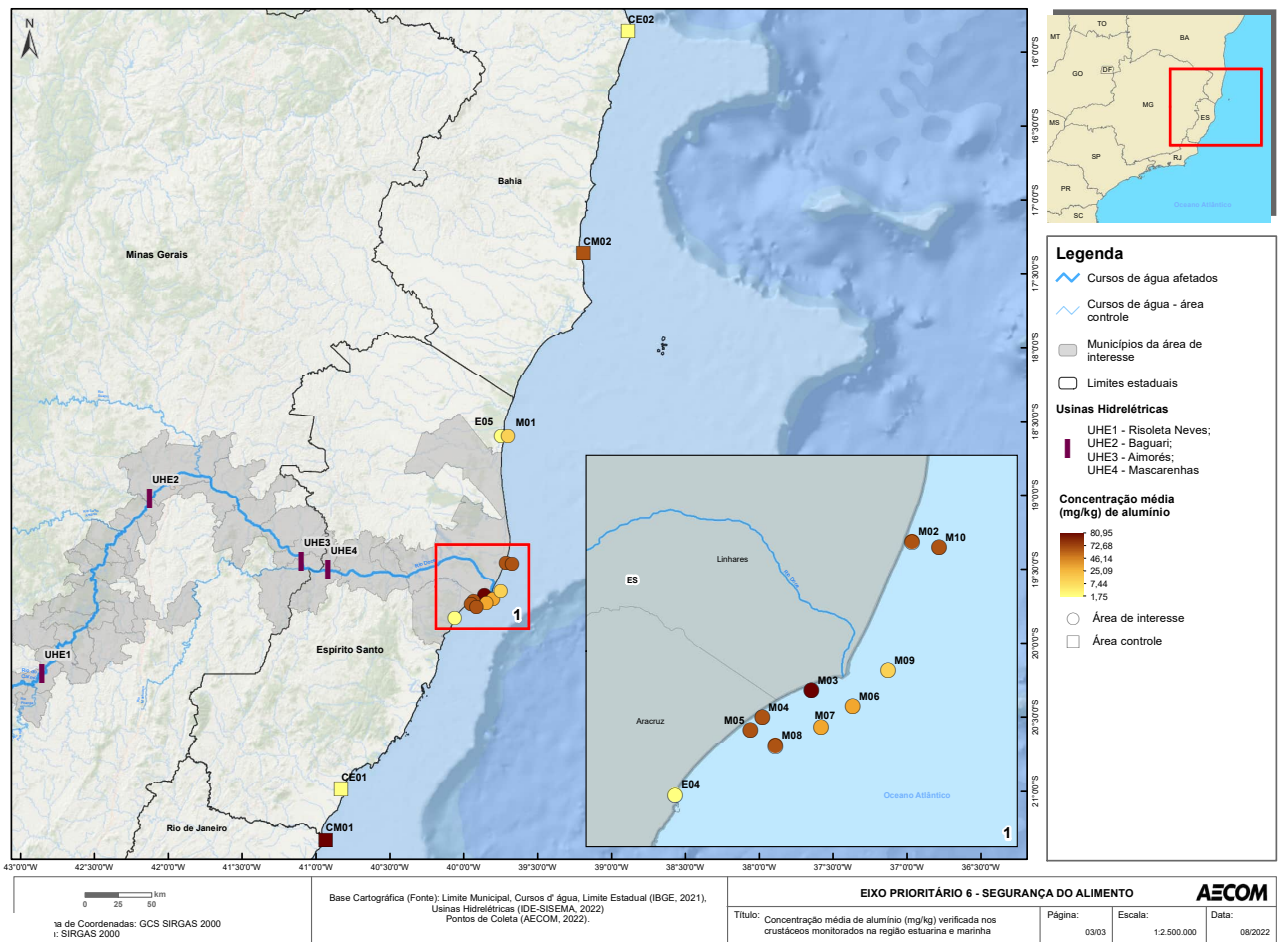 N
CE02
Bahia
CM02
Minas Gerais
E05
M01
UHE2
UHE3
UHE4
Rio Doce
1
Espírito Santo
UHE1
CE01
Rio de Janeiro
CM01
16°0'0"S
16°30'0"S
17°0'0"S
17°30'0"S
18°0'0"S
18°30'0"S
19°0'0"S
19°30'0"S
20°0'0"S
20°30'0"S
21°0'0"S
43°0'0"W
42°30'0"W
42°0'0"W
41°30'0"W
41°0'0"W
40°30'0"W
40°0'0"W
39°30'0"W
39°0'0"W
38°30'0"W
38°0'0"W
37°30'0"W
37°0'0"W
36°30'0"W
M02
M10
Linhares
ES
Rio Doce
M09
M03
M06
M04
M07
Aracruz
M05
M08
E04
Oceano Atlântico
1
TO
BA
MT
GO
DF
MG
ES
MS
SP
RJ
PR
SC
Oceano Atlântico
Legenda
Cursos de água afetados
Cursos de água - área
controle
Municípios da área de
interesse
Limites estaduais
Usinas Hidrelétricas
UHE1 - Risoleta Neves;
UHE2 - Baguari;
UHE3 - Aimorés;
UHE4 - Mascarenhas
Concentração média
(mg/kg) de alumínio
80,95
72,68
46,14
25,09
7,44
1,75
Área de interesse
Área controle
km
0 25 50
na de Coordenadas: GCS SIRGAS 2000
: SIRGAS 2000
Base Cartográfica (Fonte): Limite Municipal, Cursos d' água, Limite Estadual (IBGE, 2021),
Usinas Hidrelétricas (IDE-SISEMA, 2022)
Pontos de Coleta (AECOM, 2022).
EIXO PRIORITÁRIO 6 - SEGURANÇA DO ALIMENTO
AECOM
Título: Concentração média de alumínio (mg/kg) verificada nos
crustáceos monitorados na região estuarina e marinha
Página:
03/03
Escala:
1:2.500.000
Data:
08/2022